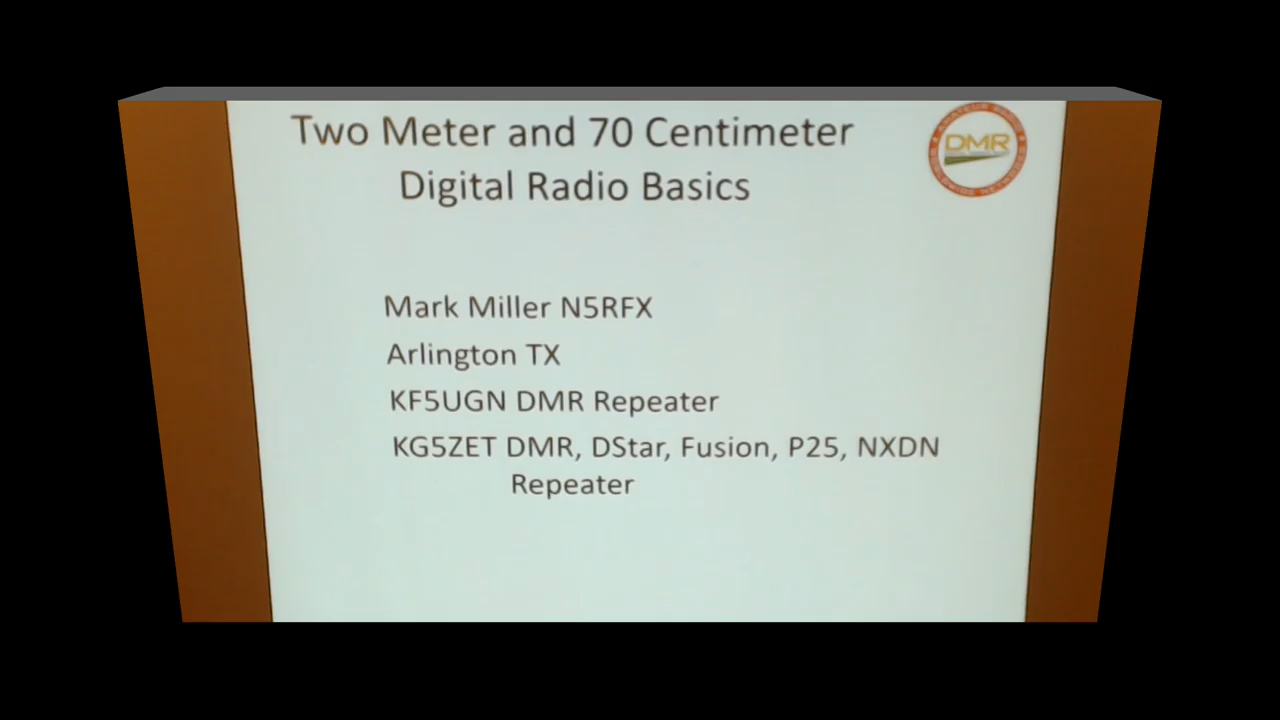 Two Meter and 70 Centimeter
Digital Radio Basics
DMR
Mark Miller N5RFX
Arlington TX
KF5UGN DMR Repeater
KG5ZET DMR, DStar, Fusion, P25, NXDN
Repeater